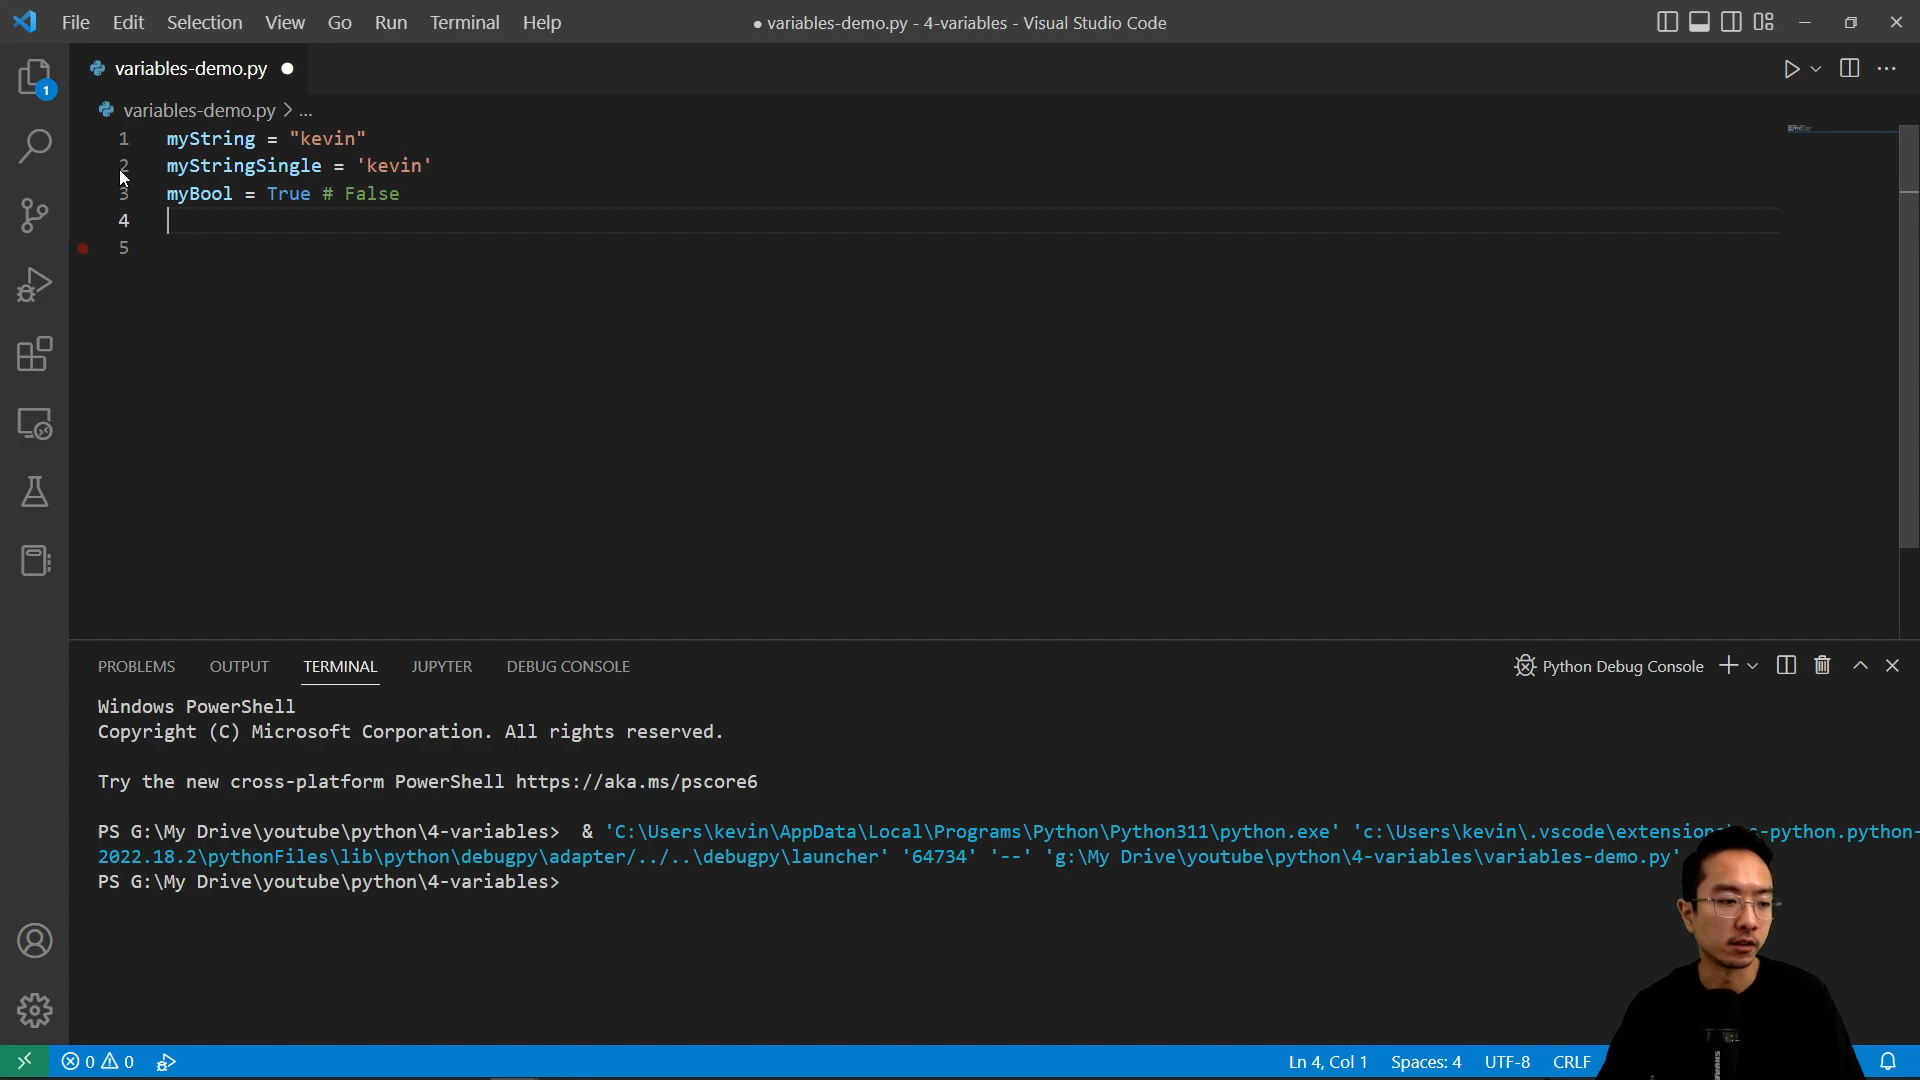 File Edit Selection View Go Run Terminal Help
● variables-demo.py - 4-variables - Visual Studio Code
variables-demo.py ●
1
variables-demo.py > ...
1 myString = "kevin"
2 myStringSingle = 'kevin'
3 myBool = True # False
4
5
PROBLEMS OUTPUT TERMINAL JUPYTER DEBUG CONSOLE
Python Debug Console
Windows PowerShell
Copyright (C) Microsoft Corporation. All rights reserved.
Try the new cross-platform PowerShell https://aka.ms/pscore6
PS G:\My Drive\youtube\python\4-variables> & 'C:\Users\kevin\AppData\Local\Programs\Python\Python311\python.exe' 'c:\Users\kevin\.vscode\extension -python.python-
2022.18.2\pythonFiles\lib\python\debugpy\adapter/../..\debugpy\launcher' '64734' '--' 'g:\My Drive\youtube\python\4-variables\variables-demo.py'
PS G:\My Drive\youtube\python\4-variables>
0 0
Ln 4, Col 1 Spaces: 4 UTF-8 CRLF